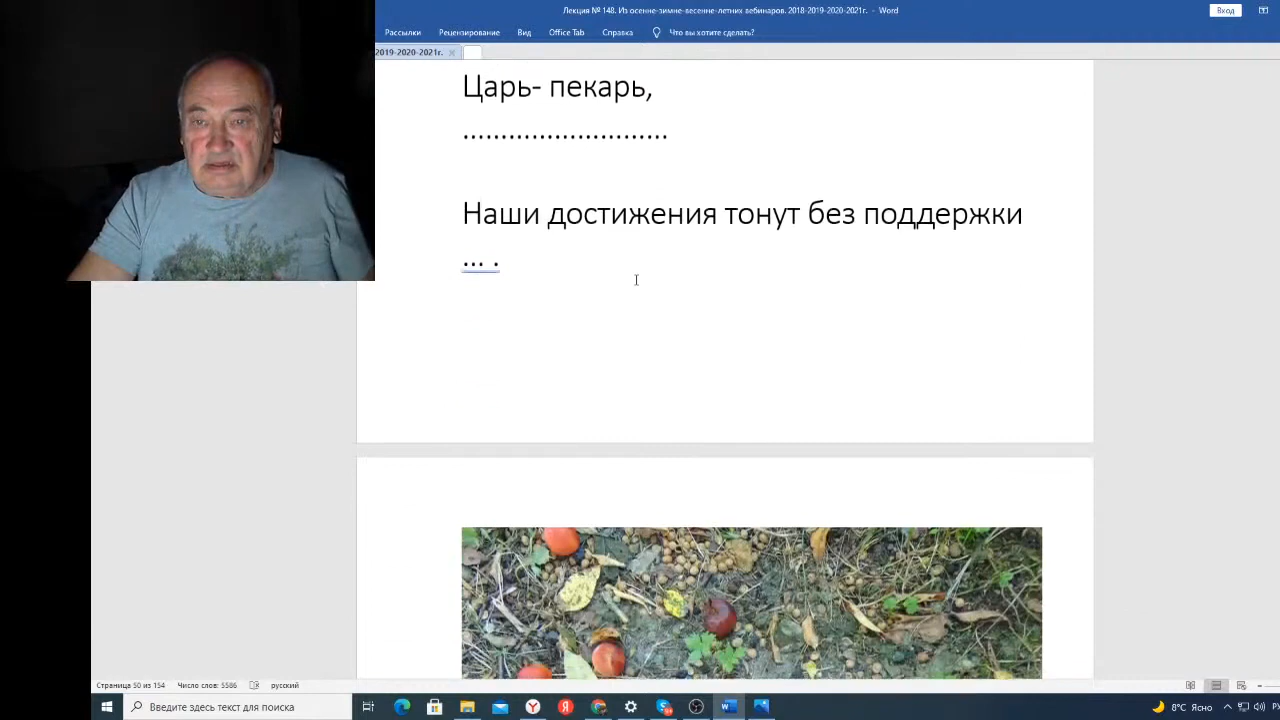 Лекция № 148. Из осенне-зимне-весенне-летних вебинаров. 2018-2019-2020-2021г. - Word
Вход
Рассылки Рецензирование Вид Office Tab Справка Что вы хотите сделать?
2019-2020-2021г.
Царь- пекарь,
………………………
Наши достижения тонут без поддержки
… .
Страница 50 из 154 Число слов: 5586 русский
Введите здесь текст для поиска
8°C Ясно